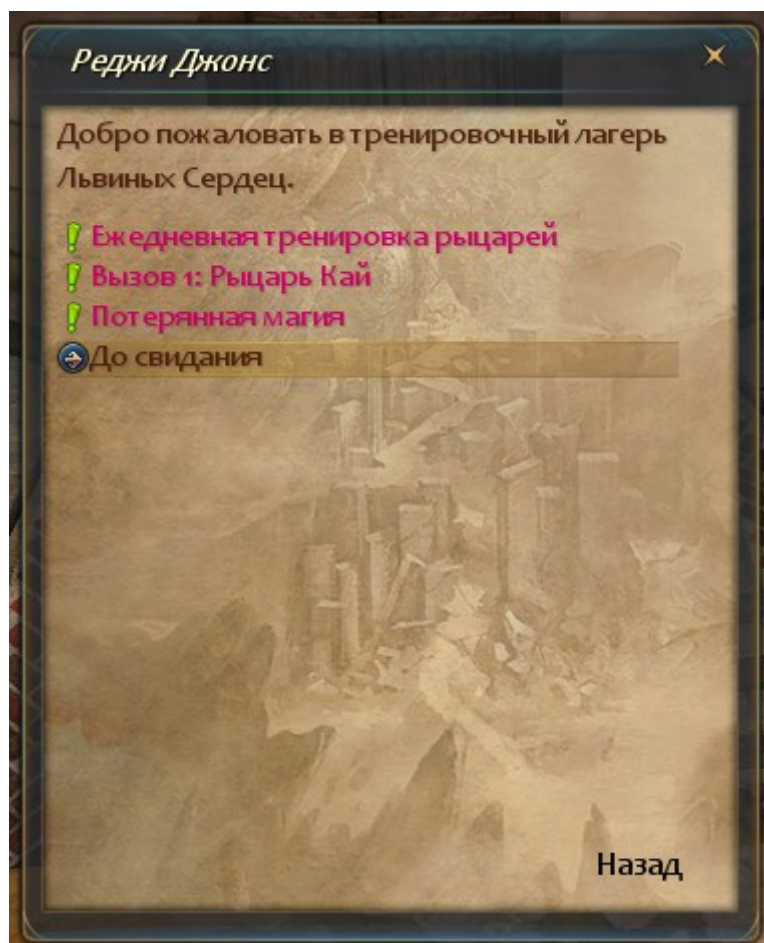 Реджи Джонс
Добро пожаловать в тренировочный лагерь
Львиных Сердец.
Ежедневная тренировка рыцарей
Вызов 1: Рыцарь Кай
Потерянная магия
До свидания
Назад